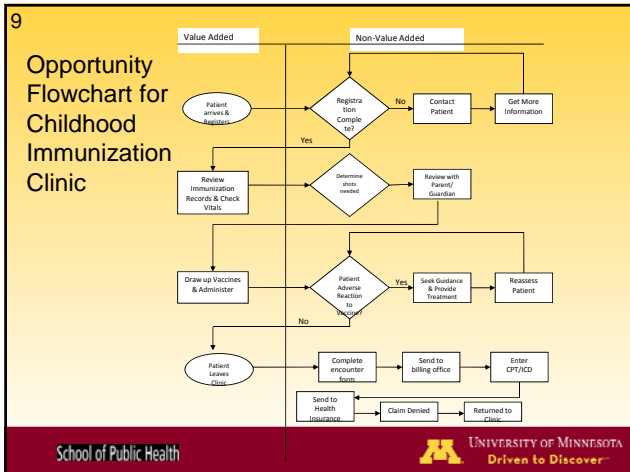 9
Value Added
Non-Value Added
Opportunity
Flowchart for
Childhood
Immunization
Clinic
Patient
arrives &
Registers
Registra
tion
Comple
te?
No
Contact
Patient
Get More
Information
Yes
Review
Immunization
Records & Check
Vitals
Determine
shots
needed
Review with
Parent/
Guardian
Draw up Vaccines
& Administer
Patient
Adverse
Reaction
to
Vaccine?
Yes
Seek Guidance
& Provide
Treatment
Reassess
Patient
No
Patient
Leaves
Clinic
Complete
encounter
form
Send to
billing office
Enter
CPT/ICD
Send to
Health
Insurance
Claim Denied
Returned to
Clinic
School of Public Health
UNIVERSITY OF MINNESOTA
Driven to Discover℠